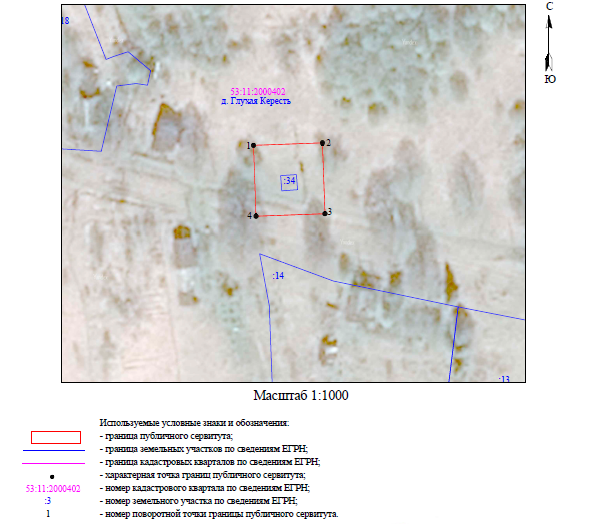 С
Ю
:18
53:11:2000402
д. Глухая Кересть
1
2
:34
4
3
:14
:13
Масштаб 1:1000
Используемые условные знаки и обозначения:
- граница публичного сервитута;
- граница земельных участков по сведениям ЕГРН;
- граница кадастровых кварталов по сведениям ЕГРН;
- характерная точка границ публичного сервитута;
53:11:2000402 - номер кадастрового квартала по сведениям ЕГРН;
:3 - номер земельного участка по сведениям ЕГРН;
1 - номер поворотной точки границы публичного сервитута.